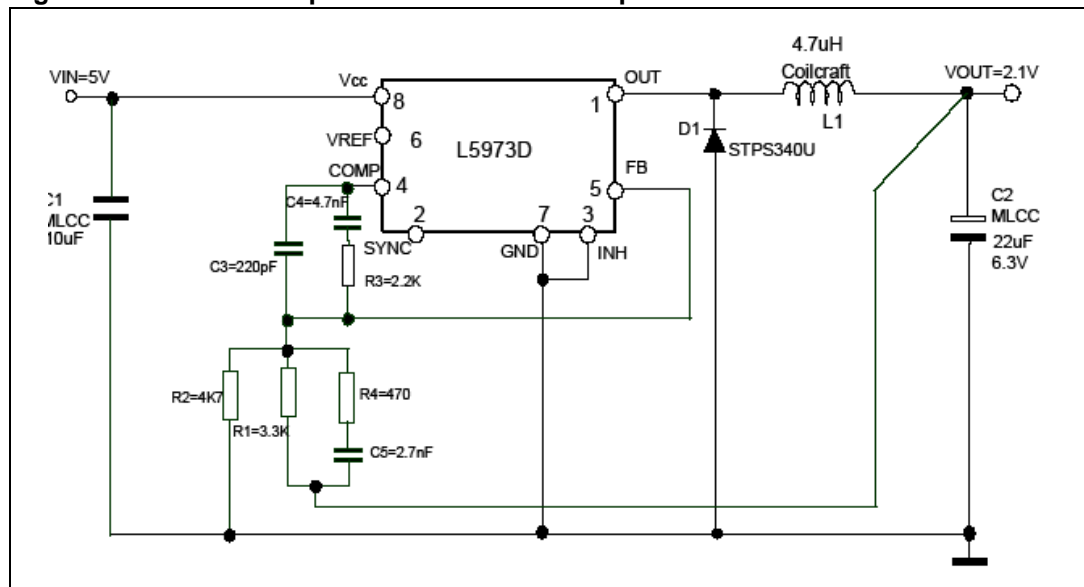 4.7uH
Coilcraft
L1
VIN=5V
Vcc
8
OUT
1
VOUT=2.1V
VREF
6
L5973D
D1
STPS340U
COMP
4
FB
5
C4=4.7nF
2
SYNC
7
GND
3
INH
C2
MLCC
22uF
6.3V
C3=220pF
R3=2.2K
R2=4K7
R1=3.3K
R4=470
C5=2.7nF